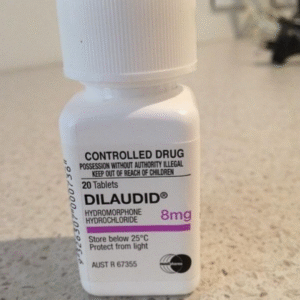 CONTROLLED DRUG
POSSESSION WITHOUT AUTHORITY ILLEGAL
KEEP OUT OF REACH OF CHILDREN
20 Tablets
DILAUDID®
HYDROMORPHONE
HYDROCHLORIDE 8mg
Store below 25°C
Protect from light
AUST R 67355